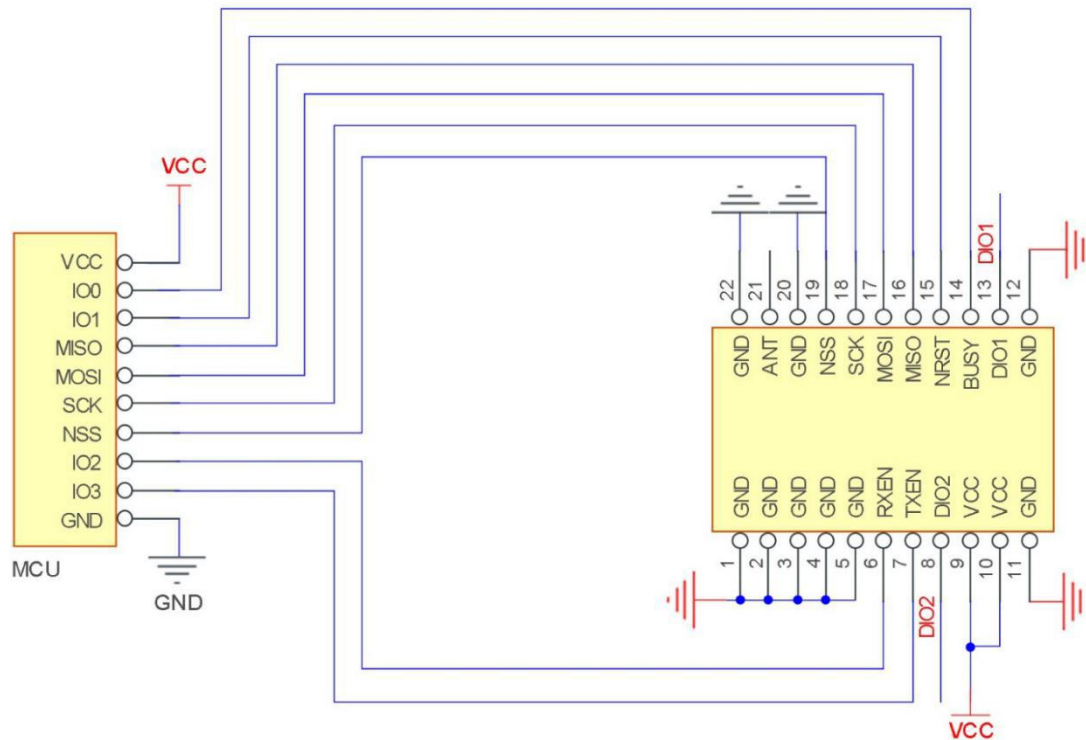 VCC
VCC
IO0
IO1
MISO
MOSI
SCK
NSS
IO2
IO3
GND
MCU
GND
DIO1
22 21 20 19 18 17 16 15 14 13 12
GND ANT GND NSS SCK MOSI MISO NRST BUSY DIO1 GND
GND GND GND GND GND RXEN TXEN DIO2 VCC VCC GND
1 2 3 4 5 6 7 8 9 10 11
DIO2
VCC